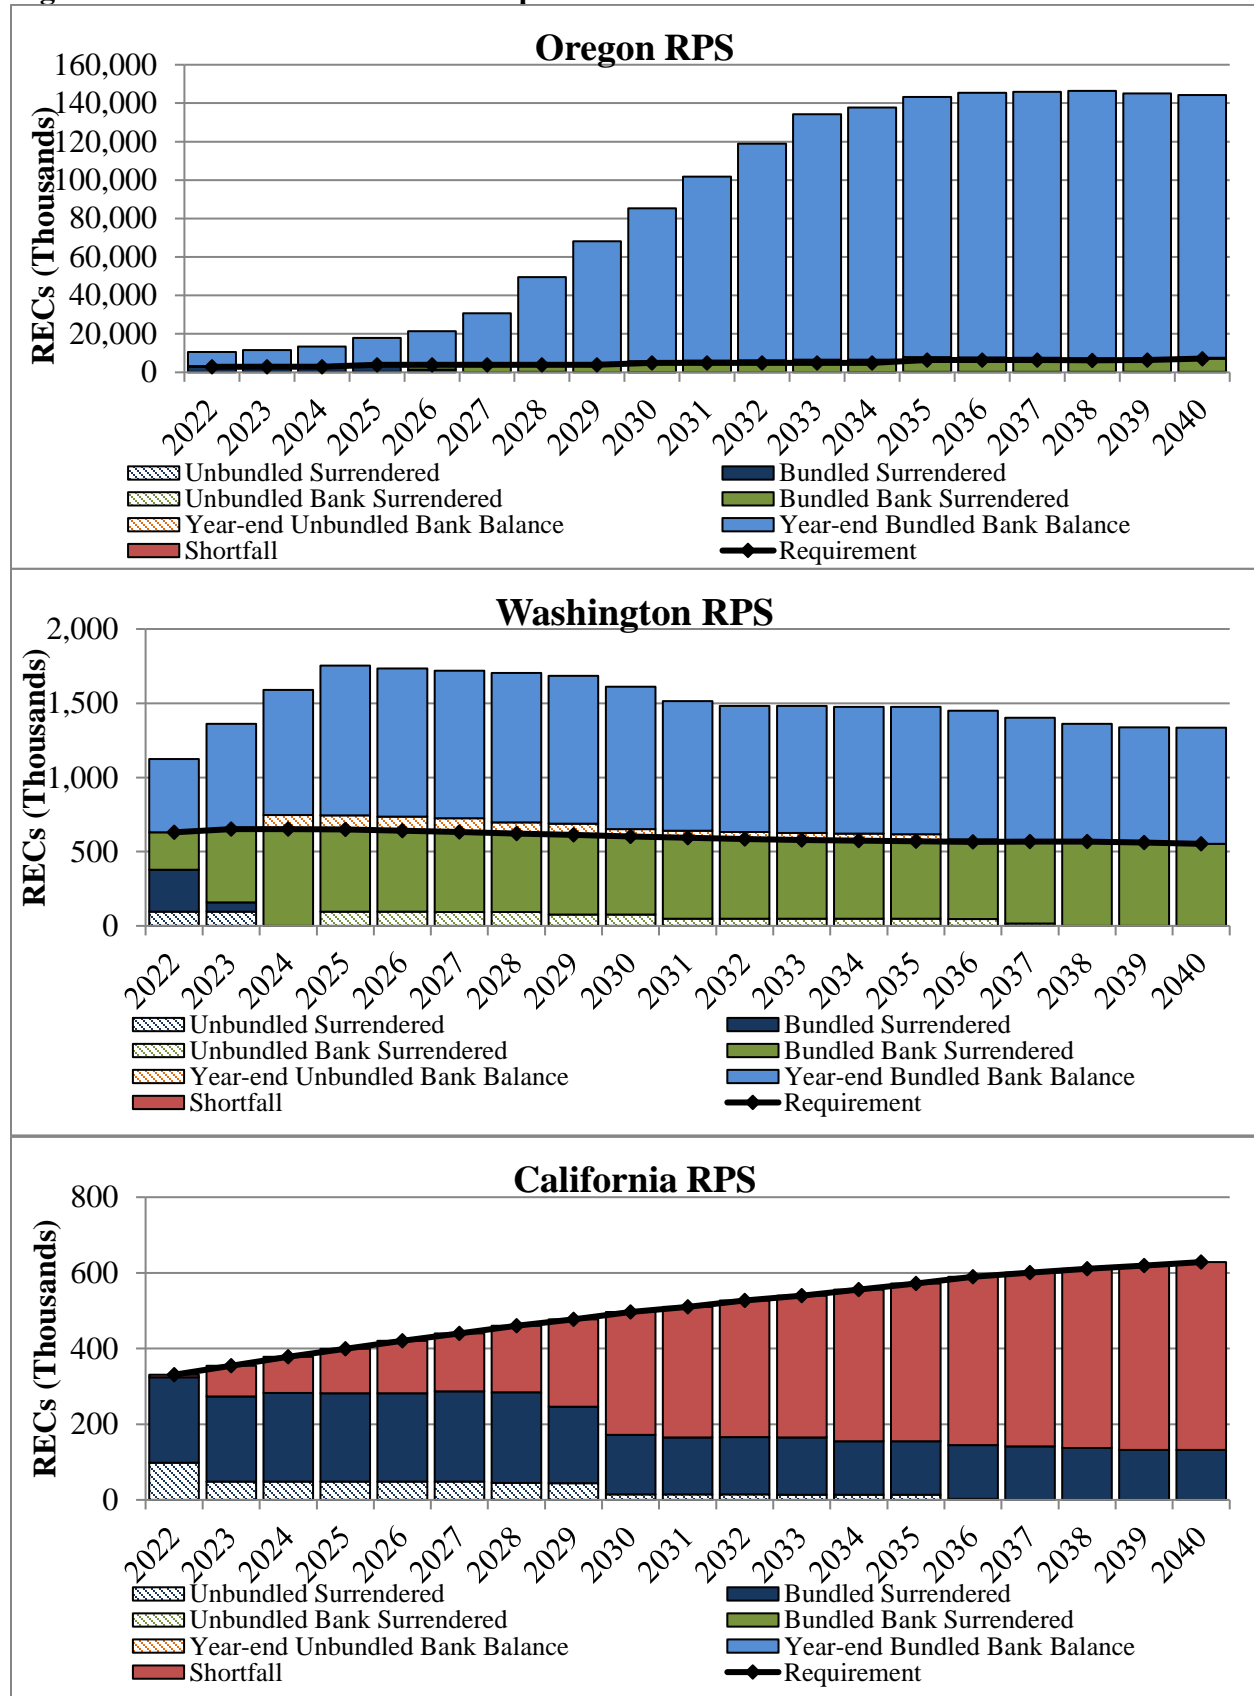 Oregon RPS
RECs (Thousands)
160,000
140,000
120,000
100,000
80,000
60,000
40,000
20,000
0
2022 2023 2024 2025 2026 2027 2028 2029 2030 2031 2032 2033 2034 2035 2036 2037 2038 2039 2040
Unbundled Surrendered Bundled Surrendered
Unbundled Bank Surrendered Bundled Bank Surrendered
Year-end Unbundled Bank Balance Year-end Bundled Bank Balance
Shortfall Requirement
Washington RPS
RECs (Thousands)
2,000
1,500
1,000
500
0
2022 2023 2024 2025 2026 2027 2028 2029 2030 2031 2032 2033 2034 2035 2036 2037 2038 2039 2040
Unbundled Surrendered Bundled Surrendered
Unbundled Bank Surrendered Bundled Bank Surrendered
Year-end Unbundled Bank Balance Year-end Bundled Bank Balance
Shortfall Requirement
California RPS
RECs (Thousands)
800
600
400
200
0
2022 2023 2024 2025 2026 2027 2028 2029 2030 2031 2032 2033 2034 2035 2036 2037 2038 2039 2040
Unbundled Surrendered Bundled Surrendered
Unbundled Bank Surrendered Bundled Bank Surrendered
Year-end Unbundled Bank Balance Year-end Bundled Bank Balance
Shortfall Requirement